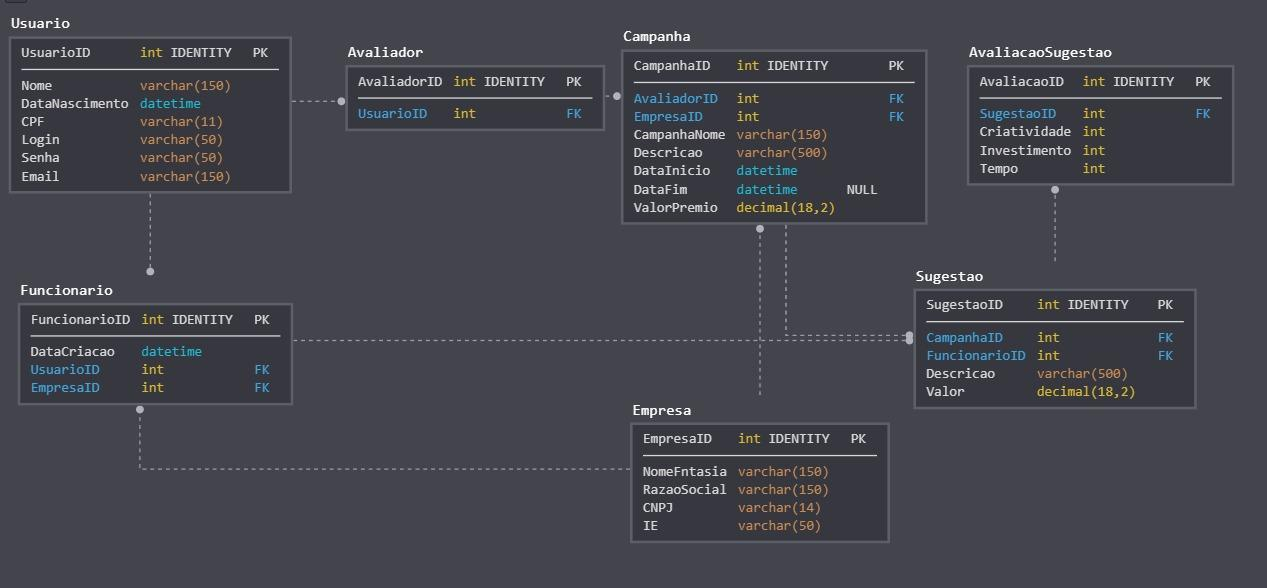 Usuario
UsuarioID int IDENTITY PK
Nome varchar(150)
DataNascimento datetime
CPF varchar(11)
Login varchar(50)
Senha varchar(50)
Email varchar(150)
Avaliador
AvaliadorID int IDENTITY PK
UsuarioID int FK
Campanha
CampanhaID int IDENTITY PK
AvaliadorID int FK
EmpresaID int FK
CampanhaNome varchar(150)
Descricao varchar(500)
DataInicio datetime
DataFim datetime NULL
ValorPremio decimal(18,2)
AvaliacaoSugestao
AvaliacaoID int IDENTITY PK
SugestaoID int FK
Criatividade int
Investimento int
Tempo int
Funcionario
FuncionarioID int IDENTITY PK
DataCriacao datetime
UsuarioID int FK
EmpresaID int FK
Sugestao
SugestaoID int IDENTITY PK
CampanhaID int FK
FuncionarioID int FK
Descricao varchar(500)
Valor decimal(18,2)
Empresa
EmpresaID int IDENTITY PK
NomeFntasia varchar(150)
RazaoSocial varchar(150)
CNPJ varchar(14)
IE varchar(50)